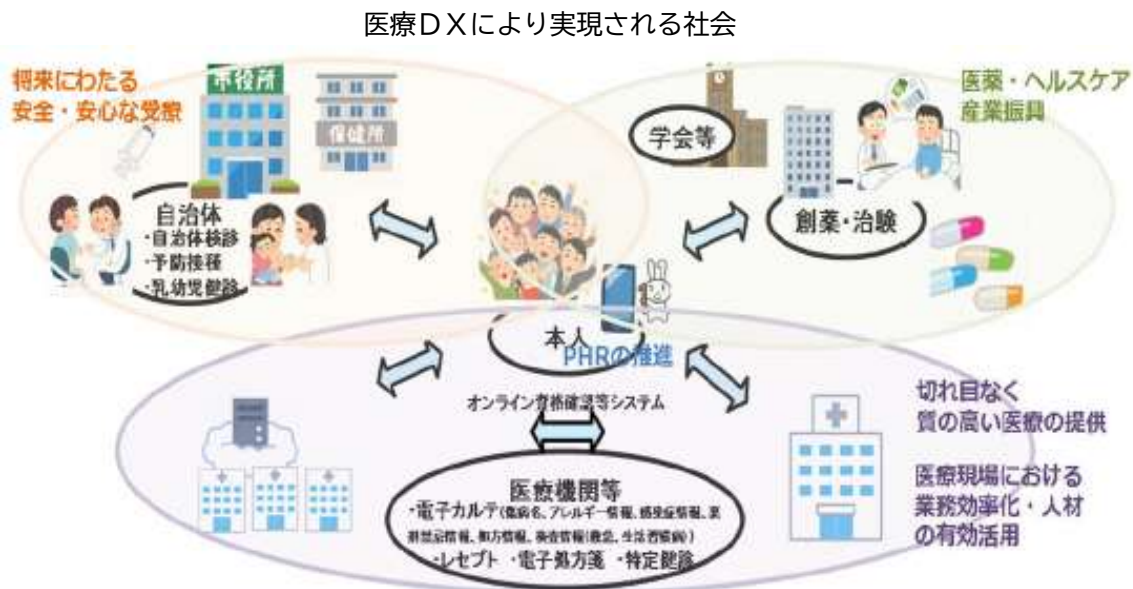 医療ＤＸにより実現される社会
将来にわたる
安全・安心な受療
市役所
保健所
自治体
・自治体検診
・予防接種
・乳幼児健診
学会等
医薬・ヘルスケア
産業振興
創薬・治験
本人
PHRの推進
オンライン資格確認等システム
医療機関等
・電子カルテ(傷病名、アレルギー情報、感染症情報、薬
剤禁忌情報、処方情報、検査情報(救急、生活習慣病))
・レセプト ・電子処方箋 ・特定健診
切れ目なく
質の高い医療の提供
医療現場における
業務効率化・人材
の有効活用